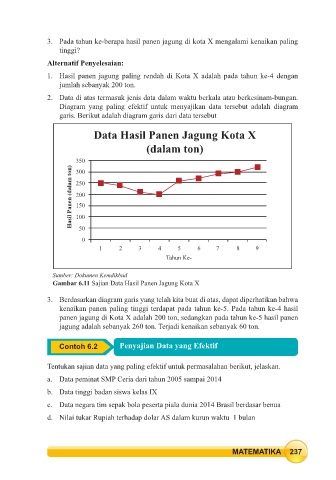 3. Pada tahun ke-berapa hasil panen jagung di kota X mengalami kenaikan paling
tinggi?
Alternatif Penyelesaian:
1. Hasil panen jagung paling rendah di Kota X adalah pada tahun ke-4 dengan
jumlah sebanyak 200 ton.
2. Data di atas termasuk jenis data dalam waktu berkala atau berkesinam-bungan.
Diagram yang paling efektif untuk menyajikan data tersebut adalah diagram
garis. Berikut adalah diagram garis dari data tersebut
Data Hasil Panen Jagung Kota X
(dalam ton)
Hasil Panen (dalam ton)
350
300
250
200
150
100
50
0
1 2 3 4 5 6 7 8 9
Tahun Ke-
Sumber: Dokumen Kemdikbud
Gambar 6.11 Sajian Data Hasil Panen Jagung Kota X
3. Berdasarkan diagram garis yang telah kita buat di atas, dapat diperhatikan bahwa
kenaikan panen paling tinggi terdapat pada tahun ke-5. Pada tahun ke-4 hasil
panen jagung di Kota X adalah 200 ton, sedangkan pada tahun ke-5 hasil panen
jagung adalah sebanyak 260 ton. Terjadi kenaikan sebanyak 60 ton.
Contoh 6.2 Penyajian Data yang Efektif
Tentukan sajian data yang paling efektif untuk permasalahan berikut, jelaskan.
a. Data peminat SMP Ceria dari tahun 2005 sampai 2014
b. Data tinggi badan siswa kelas IX
c. Data negara tim sepak bola peserta piala dunia 2014 Brasil berdasar benua
d. Nilai tukar Rupiah terhadap dolar AS dalam kurun waktu 1 bulan
MATEMATIKA 237